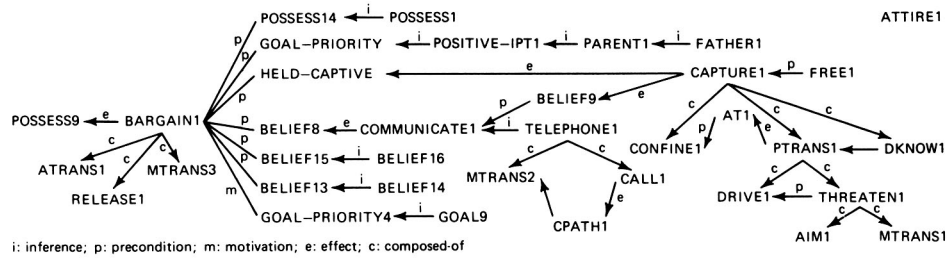 POSSESS14 i POSSESS1 ATTIRE1
p GOAL–PRIORITY i POSITIVE–IPT1 i PARENT1 i FATHER1
p HELD–CAPTIVE e CAPTURE1 p FREE1
p BELIEF9 e
POSSESS9 e BARGAIN1 p BELIEF8 e COMMUNICATE1 p i TELEPHONE1 c AT1 c c
c c c p BELIEF15 i BELIEF16 c c CONFINE1 p e PTRANS1 DKNOW1
ATRANS1 MTRANS3 p BELIEF13 i BELIEF14 MTRANS2 CALL1 c c
RELEASE1 m e DRIVE1 p THREATEN1
GOAL–PRIORITY4 i GOAL9 CPATH1 c c
AIM1 MTRANS1
i: inference; p: precondition; m: motivation; e: effect; c: composed-of